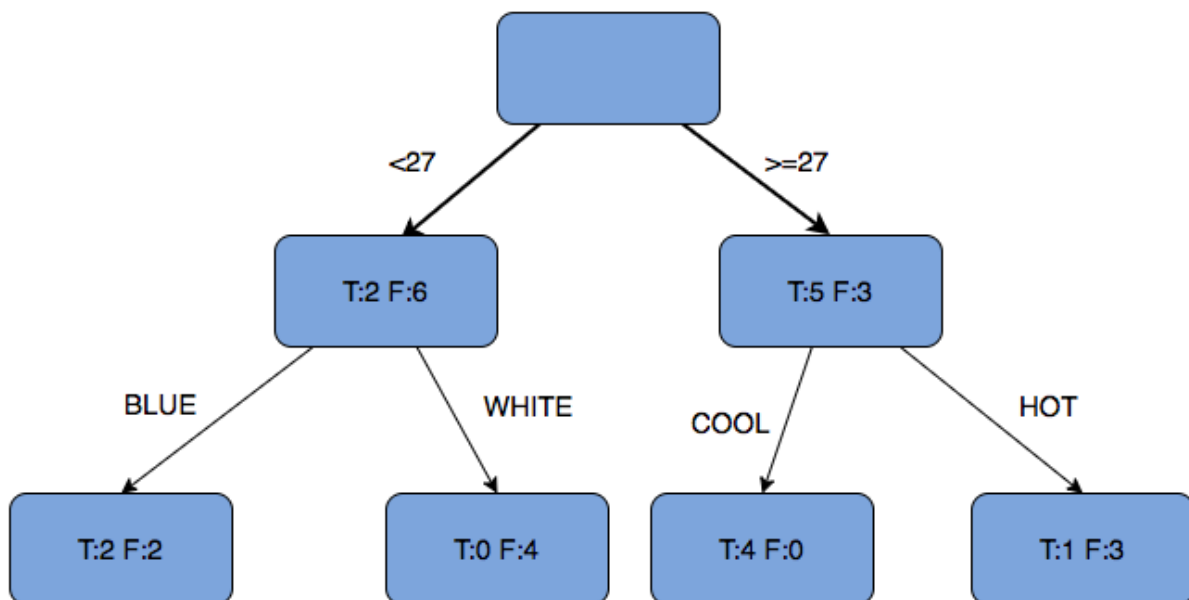 <27
>=27
T:2 F:6
T:5 F:3
BLUE
WHITE
COOL
HOT
T:2 F:2
T:0 F:4
T:4 F:0
T:1 F:3